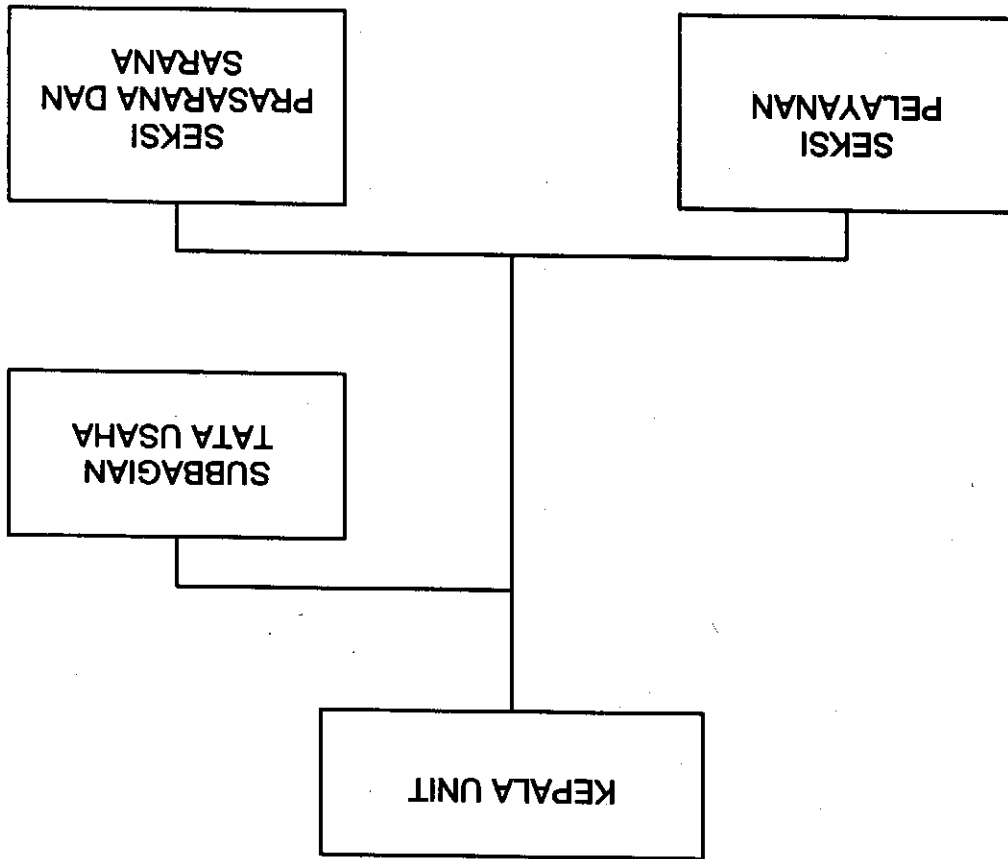 KEPALA UNIT
SUBBAGIAN
TATA USAHA
SEKSI
PELAYANAN
SEKSI
PRASARANA DAN
SARANA